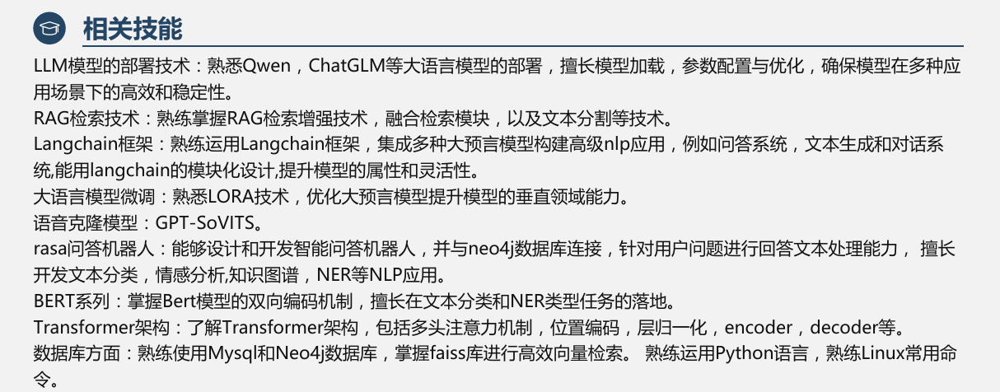 相关技能
LLM模型的部署技术：熟悉Qwen，ChatGLM等大语言模型的部署，擅长模型加载，参数配置与优化，确保模型在多种应
用场景下的高效和稳定性。
RAG检索技术：熟练掌握RAG检索增强技术，融合检索模块，以及文本分割等技术。
Langchain框架：熟练运用Langchain框架，集成多种大预言模型构建高级nlp应用，例如问答系统，文本生成和对话系
统,能用langchain的模块化设计,提升模型的属性和灵活性。
大语言模型微调：熟悉LORA技术，优化大预言模型提升模型的垂直领域能力。
语音克隆模型：GPT-SoVITS。
rasa问答机器人：能够设计和开发智能问答机器人，并与neo4j数据库连接，针对用户问题进行回答文本处理能力， 擅长
开发文本分类，情感分析,知识图谱，NER等NLP应用。
BERT系列：掌握Bert模型的双向编码机制，擅长在文本分类和NER类型任务的落地。
Transformer架构：了解Transformer架构，包括多头注意力机制，位置编码，层归一化，encoder，decoder等。
数据库方面：熟练使用Mysql和Neo4j数据库，掌握faiss库进行高效向量检索。 熟练运用Python语言，熟练Linux常用命
令。